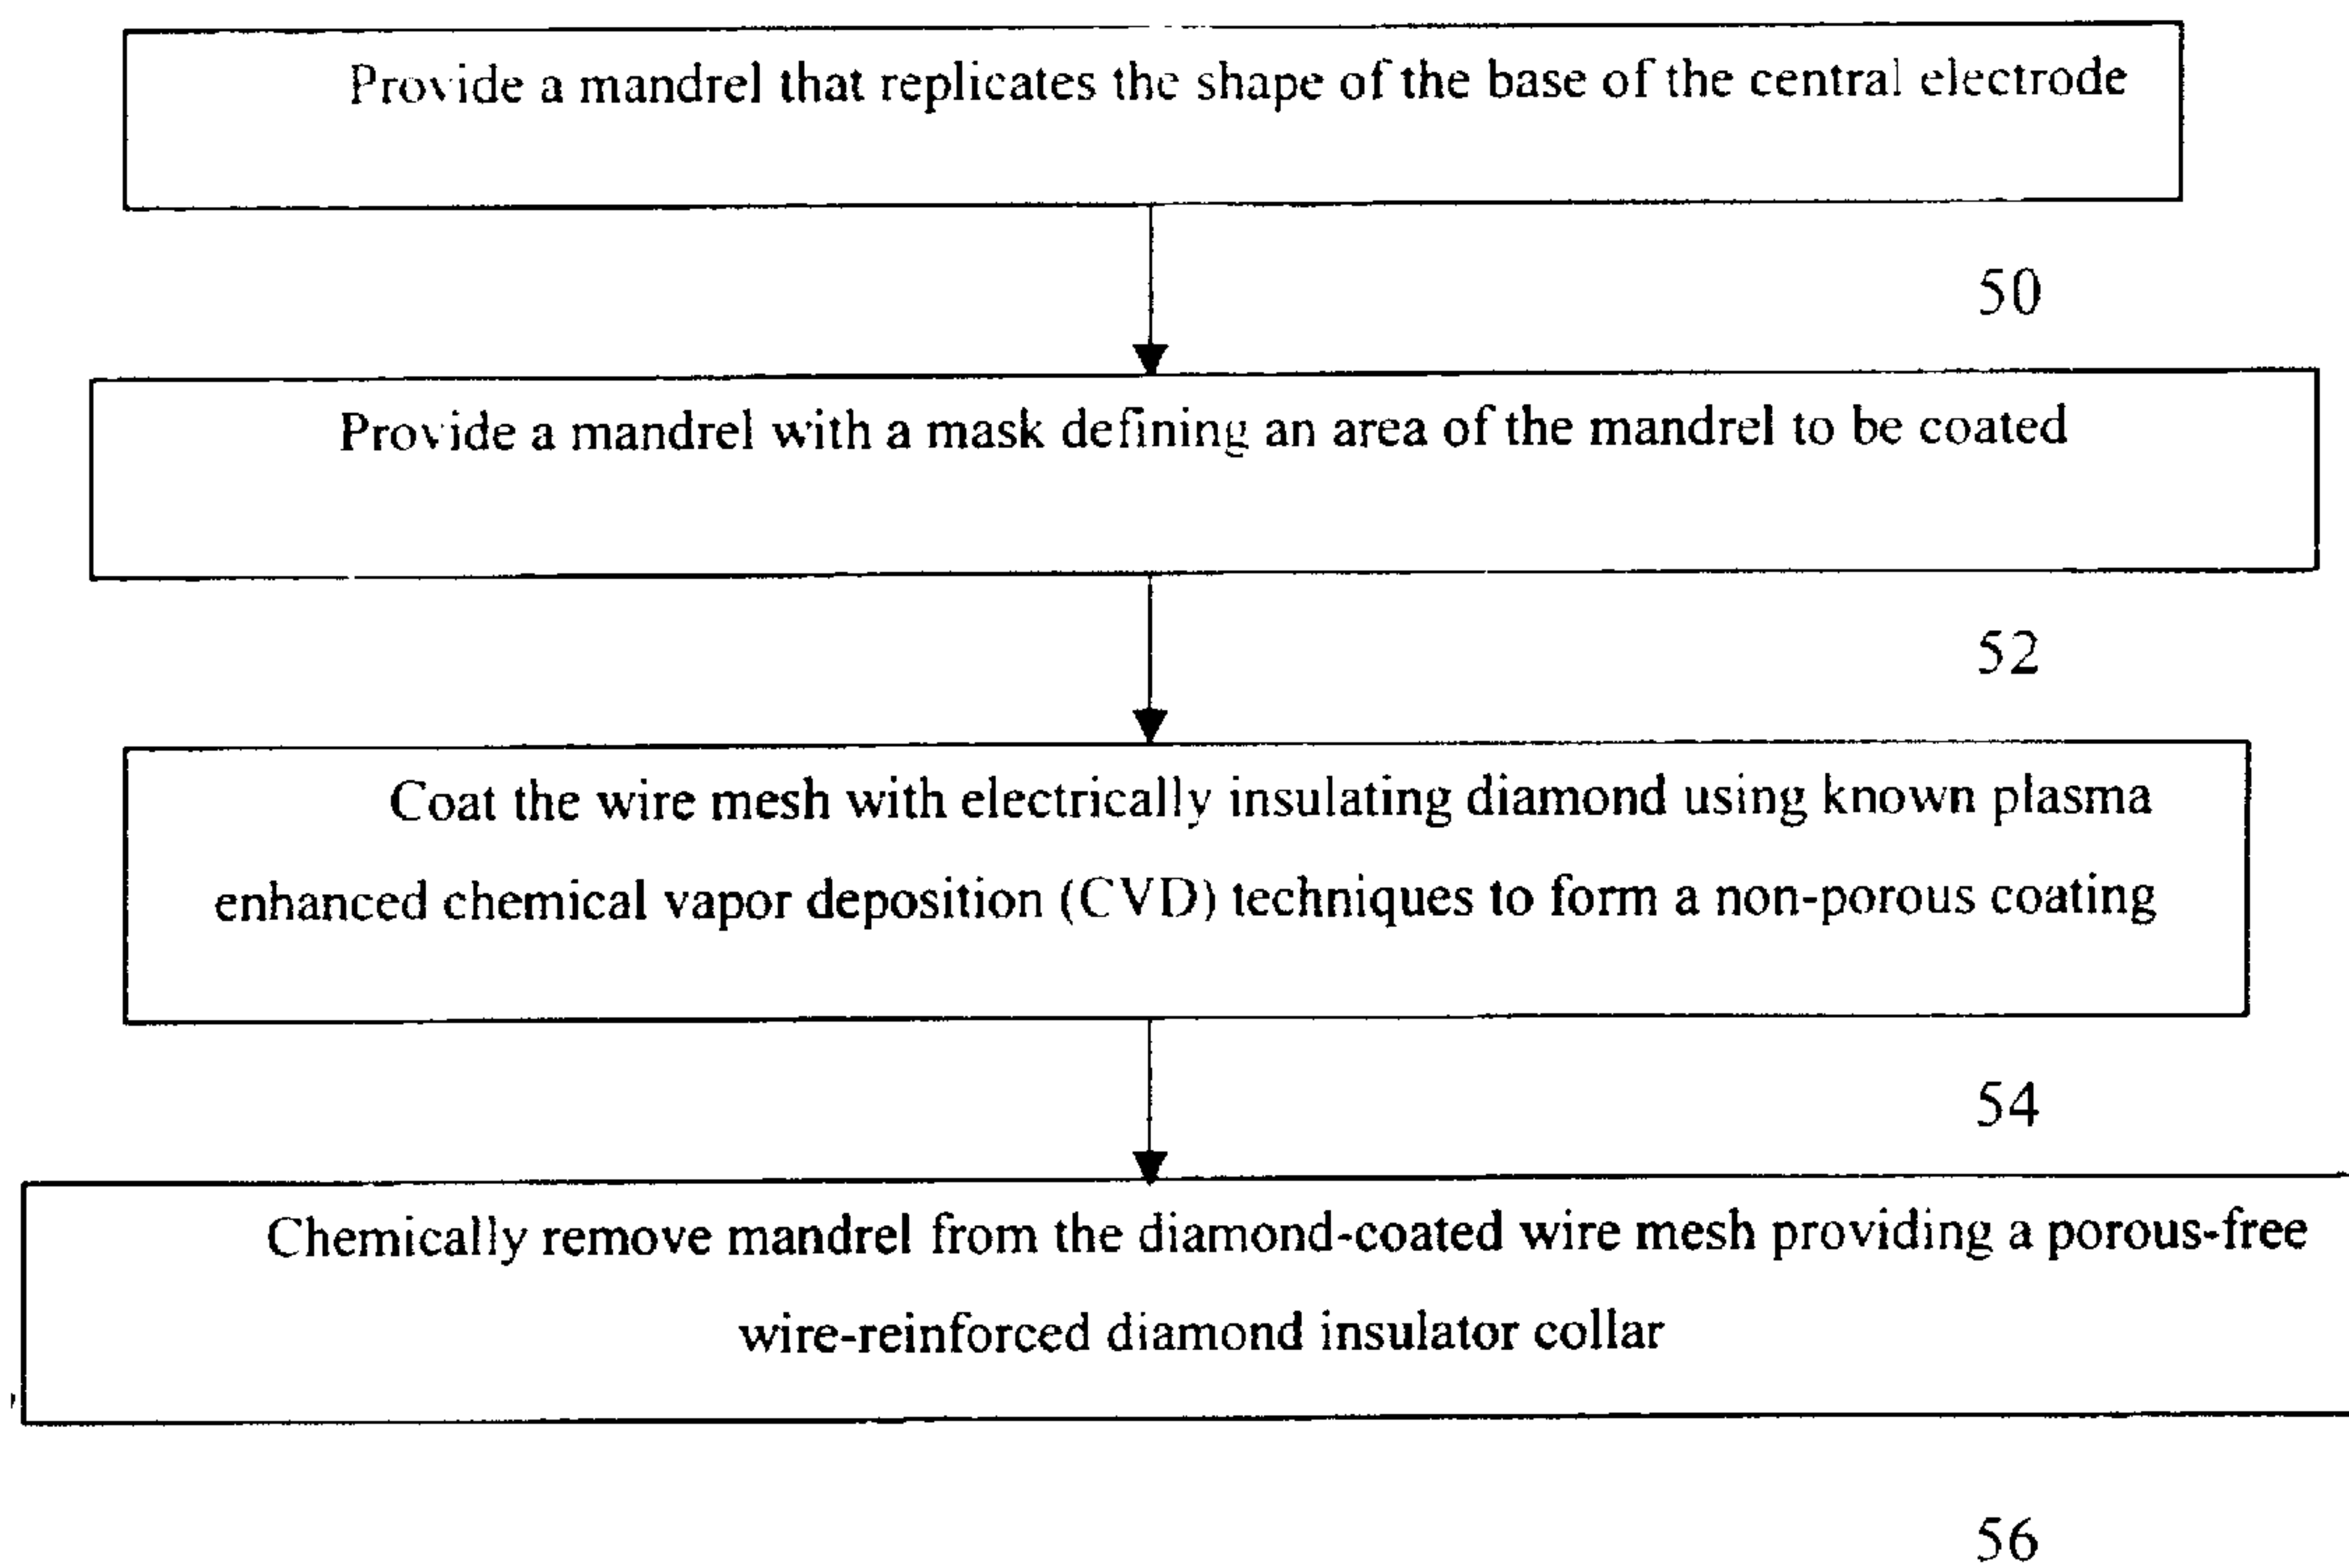 Provide a mandrel that replicates the shape of the base of the central electrode
50
Provide a mandrel with a mask defining an area of the mandrel to be coated
52
Coat the wire mesh with electrically insulating diamond using known plasma
enhanced chemical vapor deposition (CVD) techniques to form a non-porous coating
54
Chemically remove mandrel from the diamond-coated wire mesh providing a porous-free
wire-reinforced diamond insulator collar
56